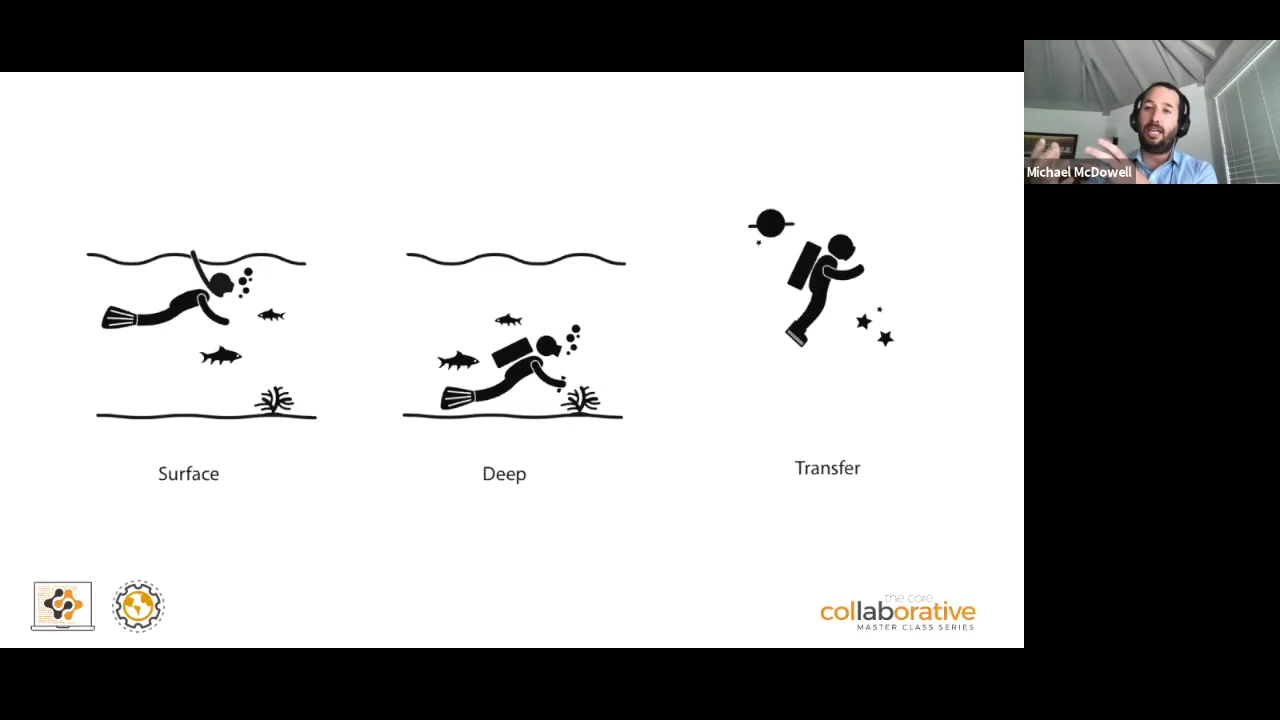 Michael McDowell
Surface
Deep
Transfer
the core
collaborative
MASTER CLASS SERIES